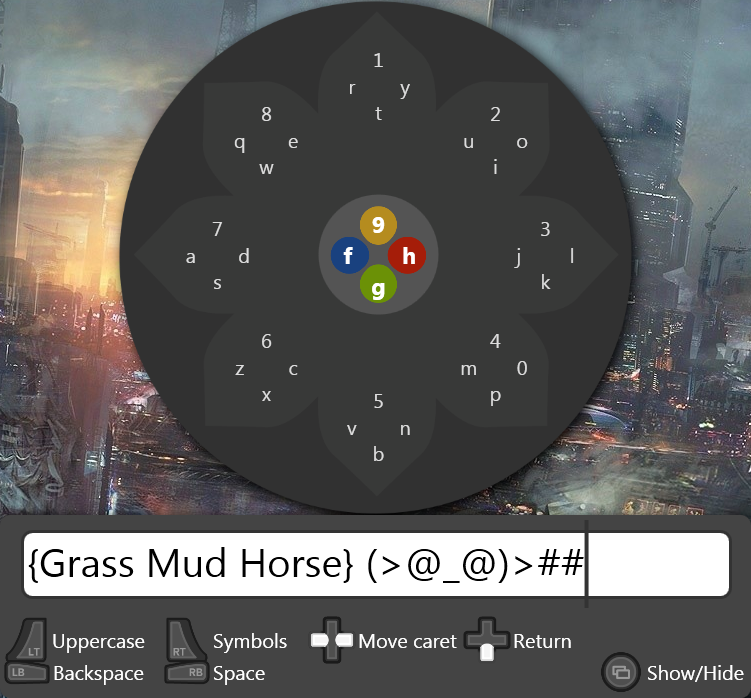 1
r y
t
8
q e
w
2
u o
i
7
a d
s
9
f h
g
3
j l
k
6
z c
x
4
m 0
p
5
v n
b
{Grass Mud Horse} (>@_@)>##
LT Uppercase RT Symbols Move caret Return
LB Backspace RB Space Show/Hide